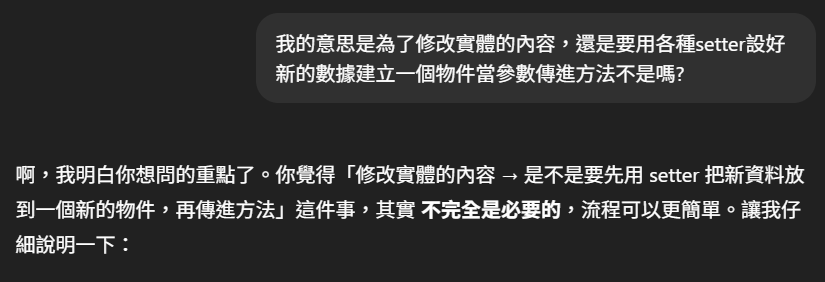 我的意思是為了修改實體的內容，還是要用各種setter設好
新的數據建立一個物件當參數傳進方法不是嗎?
啊，我明白你想問的重點了。你覺得「修改實體的內容 → 是不是要先用 setter 把新資料放
到一個新的物件，再傳進方法」這件事，其實 不完全是必要的，流程可以更簡單。讓我仔
細說明一下：